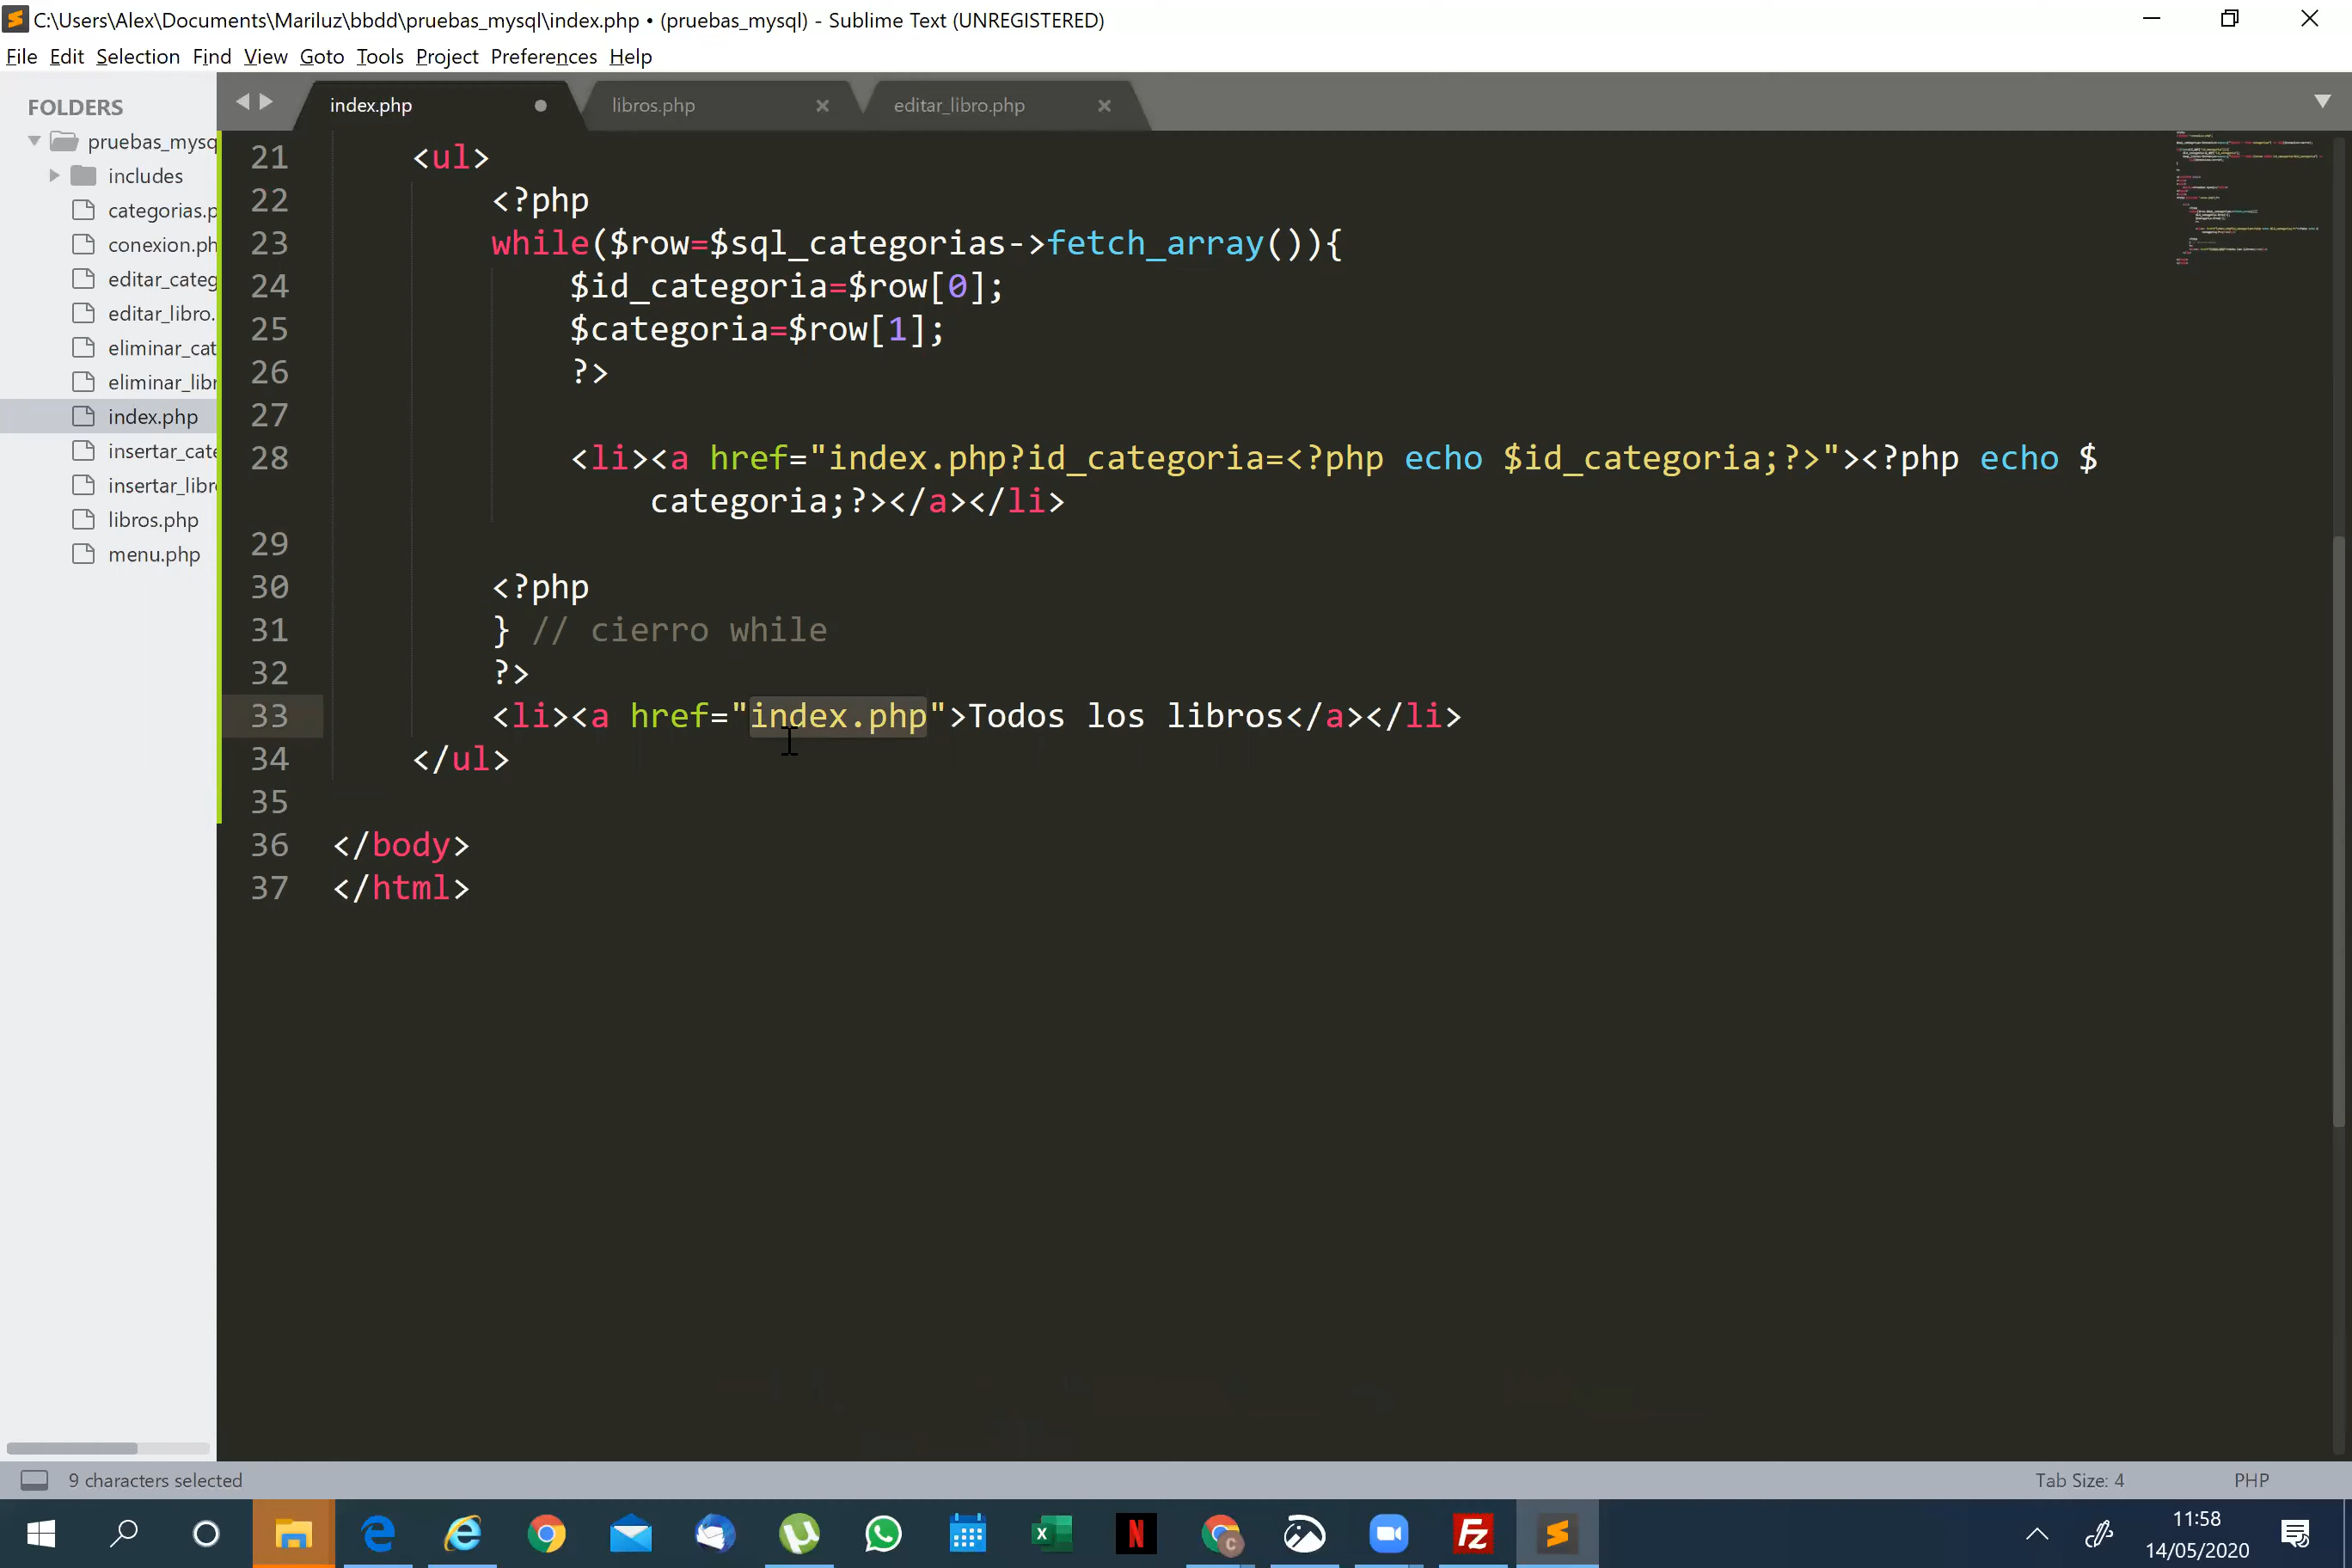 C:\Users\Alex\Documents\Mariluz\bbdd\pruebas_mysql\index.php • (pruebas_mysql) - Sublime Text (UNREGISTERED)
File Edit Selection Find View Goto Tools Project Preferences Help
FOLDERS
pruebas_mysq
includes
categorias.p
conexion.ph
editar_categ
editar_libro.
eliminar_cat
eliminar_libr
index.php
insertar_cate
insertar_libro
libros.php
menu.php
index.php libros.php editar_libro.php
21 <ul>
22 <?php
23 while($row=$sql_categorias->fetch_array()){
24 $id_categoria=$row[0];
25 $categoria=$row[1];
26 ?>
27
28 <li><a href="index.php?id_categoria=<?php echo $id_categoria;?>"><?php echo $
categoria;?></a></li>
29
30 <?php
31 } // cierro while
32 ?>
33 <li><a href="index.php">Todos los libros</a></li>
34 </ul>
35
36 </body>
37 </html>
9 characters selected
Tab Size: 4
PHP
11:58
14/05/2020